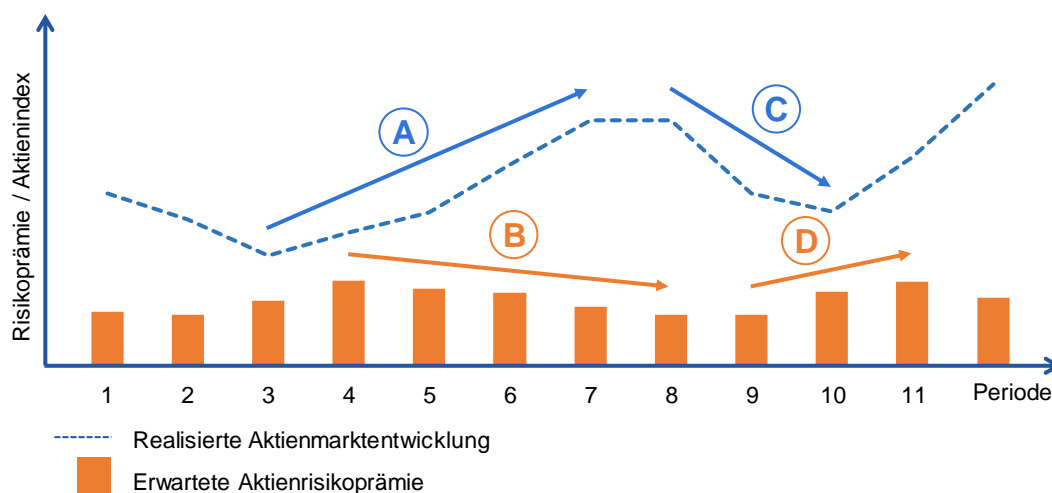 Risikoprämie / Aktienindex
A
C
B
D
1 2 3 4 5 6 7 8 9 10 11 Periode
Realisierte Aktienmarktentwicklung
Erwartete Aktienrisikoprämie